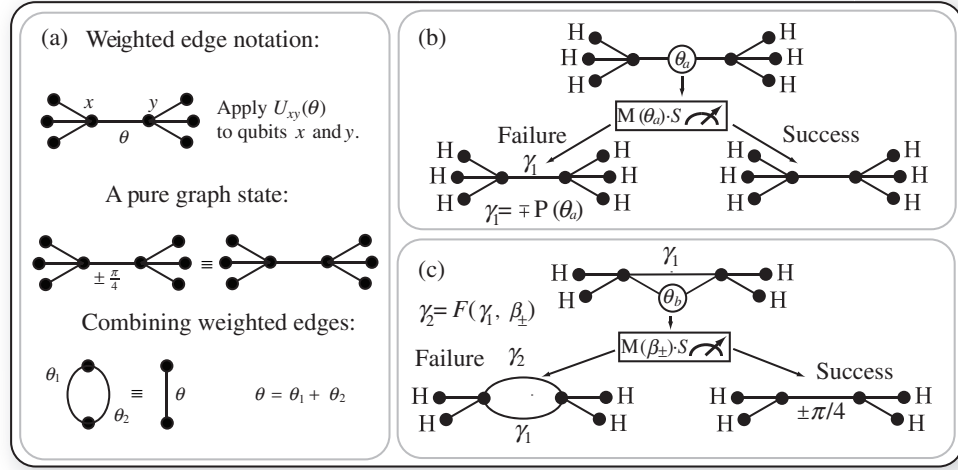 (a) Weighted edge notation:
x y
θ
Apply U_xy(θ)
to qubits x and y.
A pure graph state:
± π/4
≡
Combining weighted edges:
θ₁
θ₂
≡
θ
θ = θ₁ + θ₂
(b)
H H
H θₐ H
H H
M (θₐ)·S
Failure Success
H γ₁ H H H
H H H H
H H H H
γ₁= ∓ P (θₐ)
(c)
γ₁
H H
H θ_b H
γ₂= F(γ₁, β±)
M(β±)·S
Failure γ₂ Success
H H H H
H γ₁ H H ±π/4 H